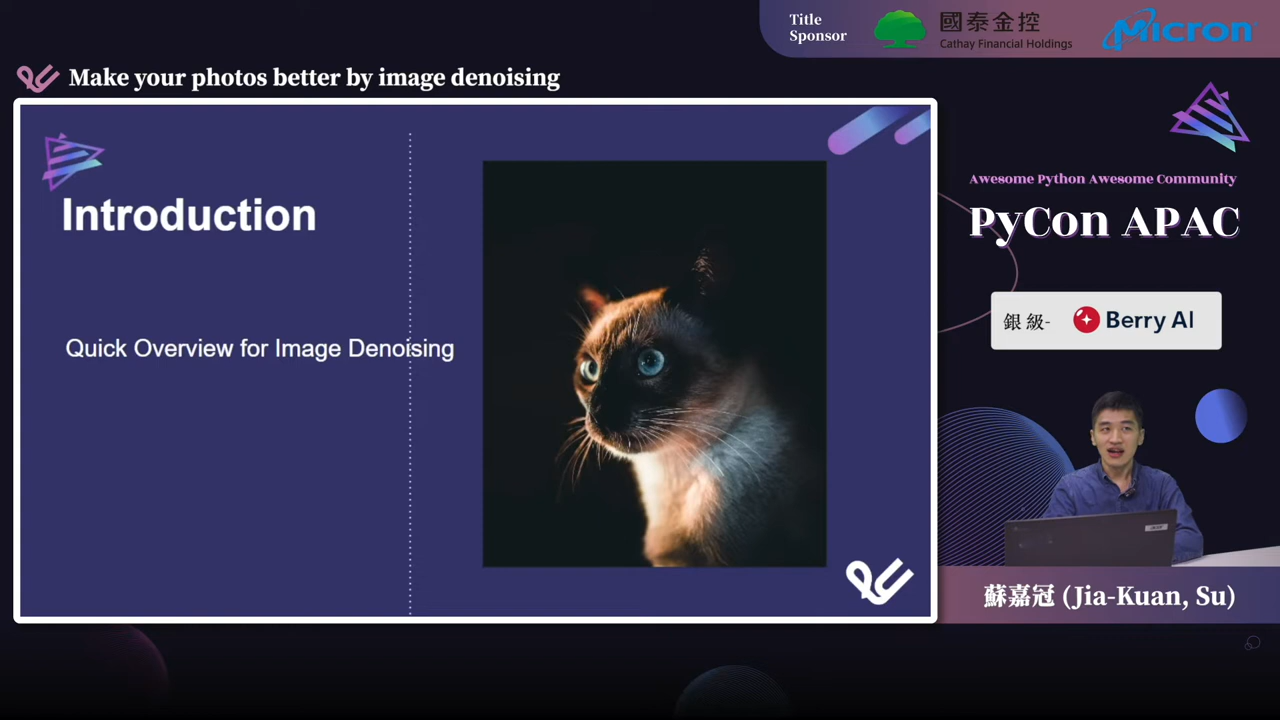 Title
Sponsor
國泰金控
Cathay Financial Holdings
Micron
Make your photos better by image denoising
Introduction
Quick Overview for Image Denoising
Awesome Python Awesome Community
PyCon APAC
銀級-
Berry AI
acer
蘇嘉冠 (Jia-Kuan, Su)